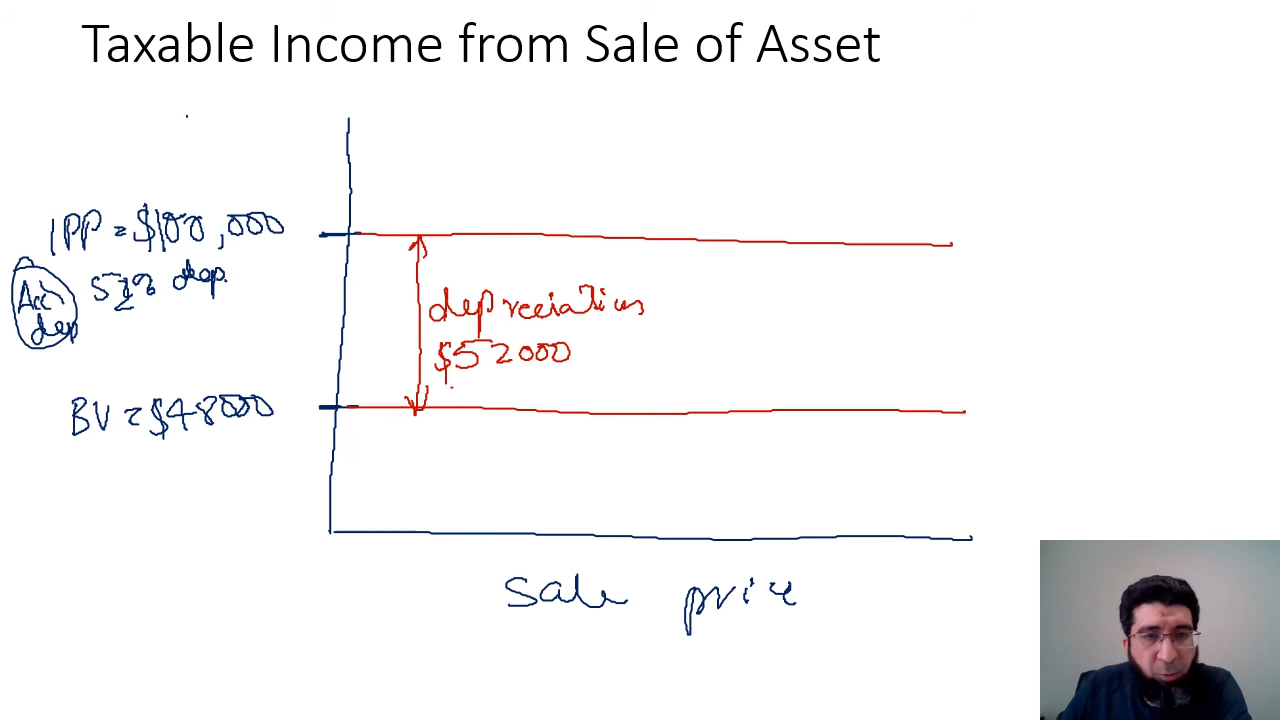 Taxable Income from Sale of Asset
IPP = $100,000
Acc
dep
52% dep.
depreciation
$52000
BV = $48000
Sale price